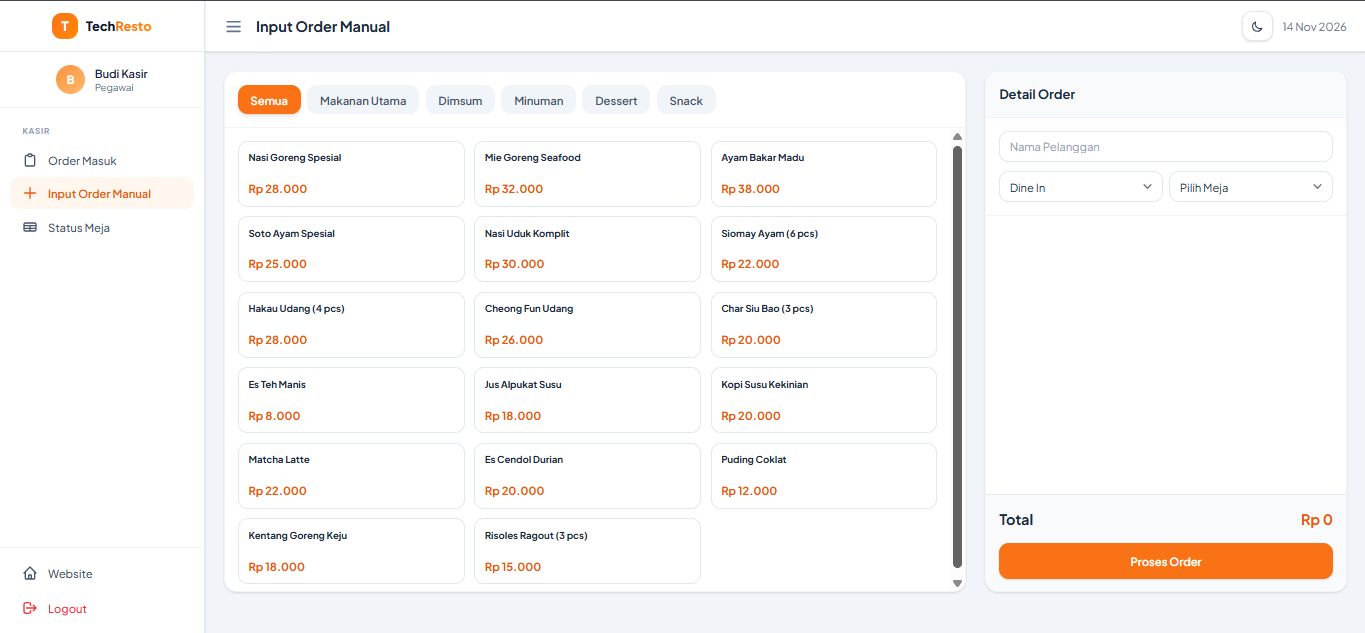 T TechResto
B Budi Kasir
Pegawai
KASIR
Order Masuk
Input Order Manual
Status Meja
Website
Logout
Input Order Manual
14 Nov 2026
Semua Makanan Utama Dimsum Minuman Dessert Snack
Nasi Goreng Spesial
Rp 28.000
Mie Goreng Seafood
Rp 32.000
Ayam Bakar Madu
Rp 38.000
Soto Ayam Spesial
Rp 25.000
Nasi Uduk Komplit
Rp 30.000
Siomay Ayam (6 pcs)
Rp 22.000
Hakau Udang (4 pcs)
Rp 28.000
Cheong Fun Udang
Rp 26.000
Char Siu Bao (3 pcs)
Rp 20.000
Es Teh Manis
Rp 8.000
Jus Alpukat Susu
Rp 18.000
Kopi Susu Kekinian
Rp 20.000
Matcha Latte
Rp 22.000
Es Cendol Durian
Rp 20.000
Puding Coklat
Rp 12.000
Kentang Goreng Keju
Rp 18.000
Risoles Ragout (3 pcs)
Rp 15.000
Detail Order
Nama Pelanggan
Dine In Pilih Meja
Total Rp 0
Proses Order